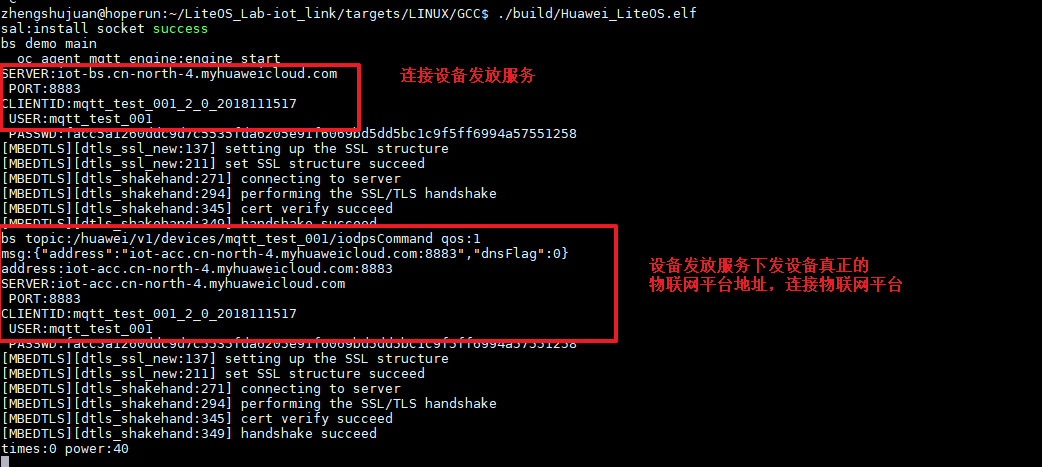 zhengshujuan@hoperun:~/LiteOS_Lab-iot_link/targets/LINUX/GCC$ ./build/Huawei_LiteOS.elf
sal:install socket success
bs demo main
oc_agent_mqtt_engine:engine start
SERVER:iot-bs.cn-north-4.myhuaweicloud.com
连接设备发放服务
PORT:8883
CLIENTID:mqtt_test_001_2_0_2018111517
USER:mqtt_test_001
[MBEDTLS][dtls_ssl_new:137] setting up the SSL structure
[MBEDTLS][dtls_ssl_new:211] set SSL structure succeed
[MBEDTLS][dtls_shakehand:271] connecting to server
[MBEDTLS][dtls_shakehand:294] performing the SSL/TLS handshake
[MBEDTLS][dtls_shakehand:345] cert verify succeed
[MBEDTLS][dtls_shakehand:349] handshake succeed
bs topic:/huawei/v1/devices/mqtt_test_001/iodpsCommand qos:1
msg:{"address":"iot-acc.cn-north-4.myhuaweicloud.com:8883","dnsFlag":0}
address:iot-acc.cn-north-4.myhuaweicloud.com:8883
设备发放服务下发设备真正的
物联网平台地址，连接物联网平台
SERVER:iot-acc.cn-north-4.myhuaweicloud.com
PORT:8883
CLIENTID:mqtt_test_001_2_0_2018111517
USER:mqtt_test_001
[MBEDTLS][dtls_ssl_new:137] setting up the SSL structure
[MBEDTLS][dtls_ssl_new:211] set SSL structure succeed
[MBEDTLS][dtls_shakehand:271] connecting to server
[MBEDTLS][dtls_shakehand:294] performing the SSL/TLS handshake
[MBEDTLS][dtls_shakehand:345] cert verify succeed
[MBEDTLS][dtls_shakehand:349] handshake succeed
times:0 power:40